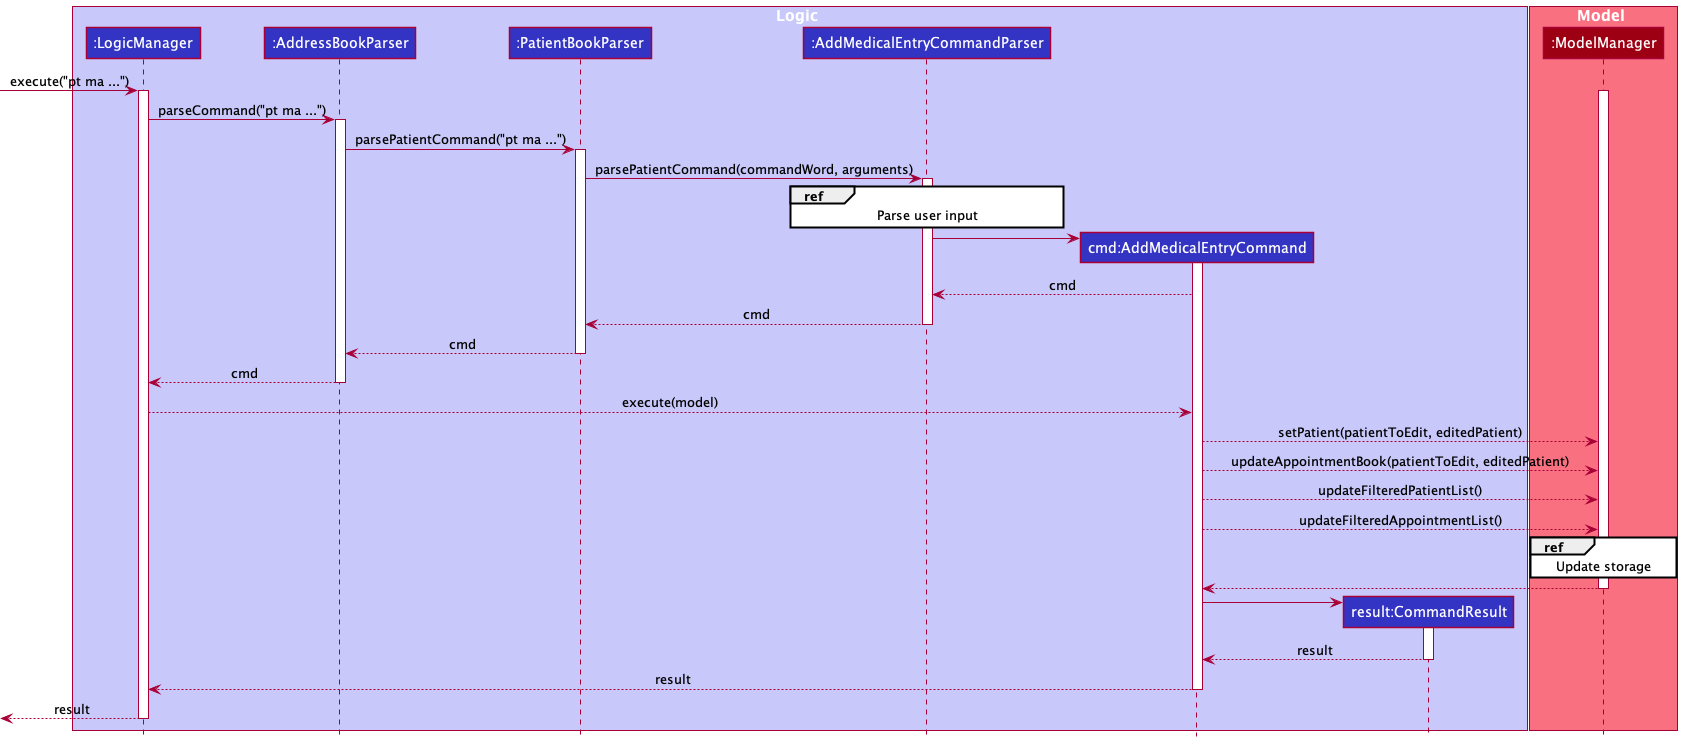 Logic
Model
:LogicManager
:AddressBookParser
:PatientBookParser
:AddMedicalEntryCommandParser
:ModelManager
execute("pt ma ...")
parseCommand("pt ma ...")
parsePatientCommand("pt ma ...")
parsePatientCommand(commandWord, arguments)
ref
Parse user input
cmd:AddMedicalEntryCommand
cmd
cmd
cmd
cmd
execute(model)
setPatient(patientToEdit, editedPatient)
updateAppointmentBook(patientToEdit, editedPatient)
updateFilteredPatientList()
updateFilteredAppointmentList()
ref
Update storage
result:CommandResult
result
result
result